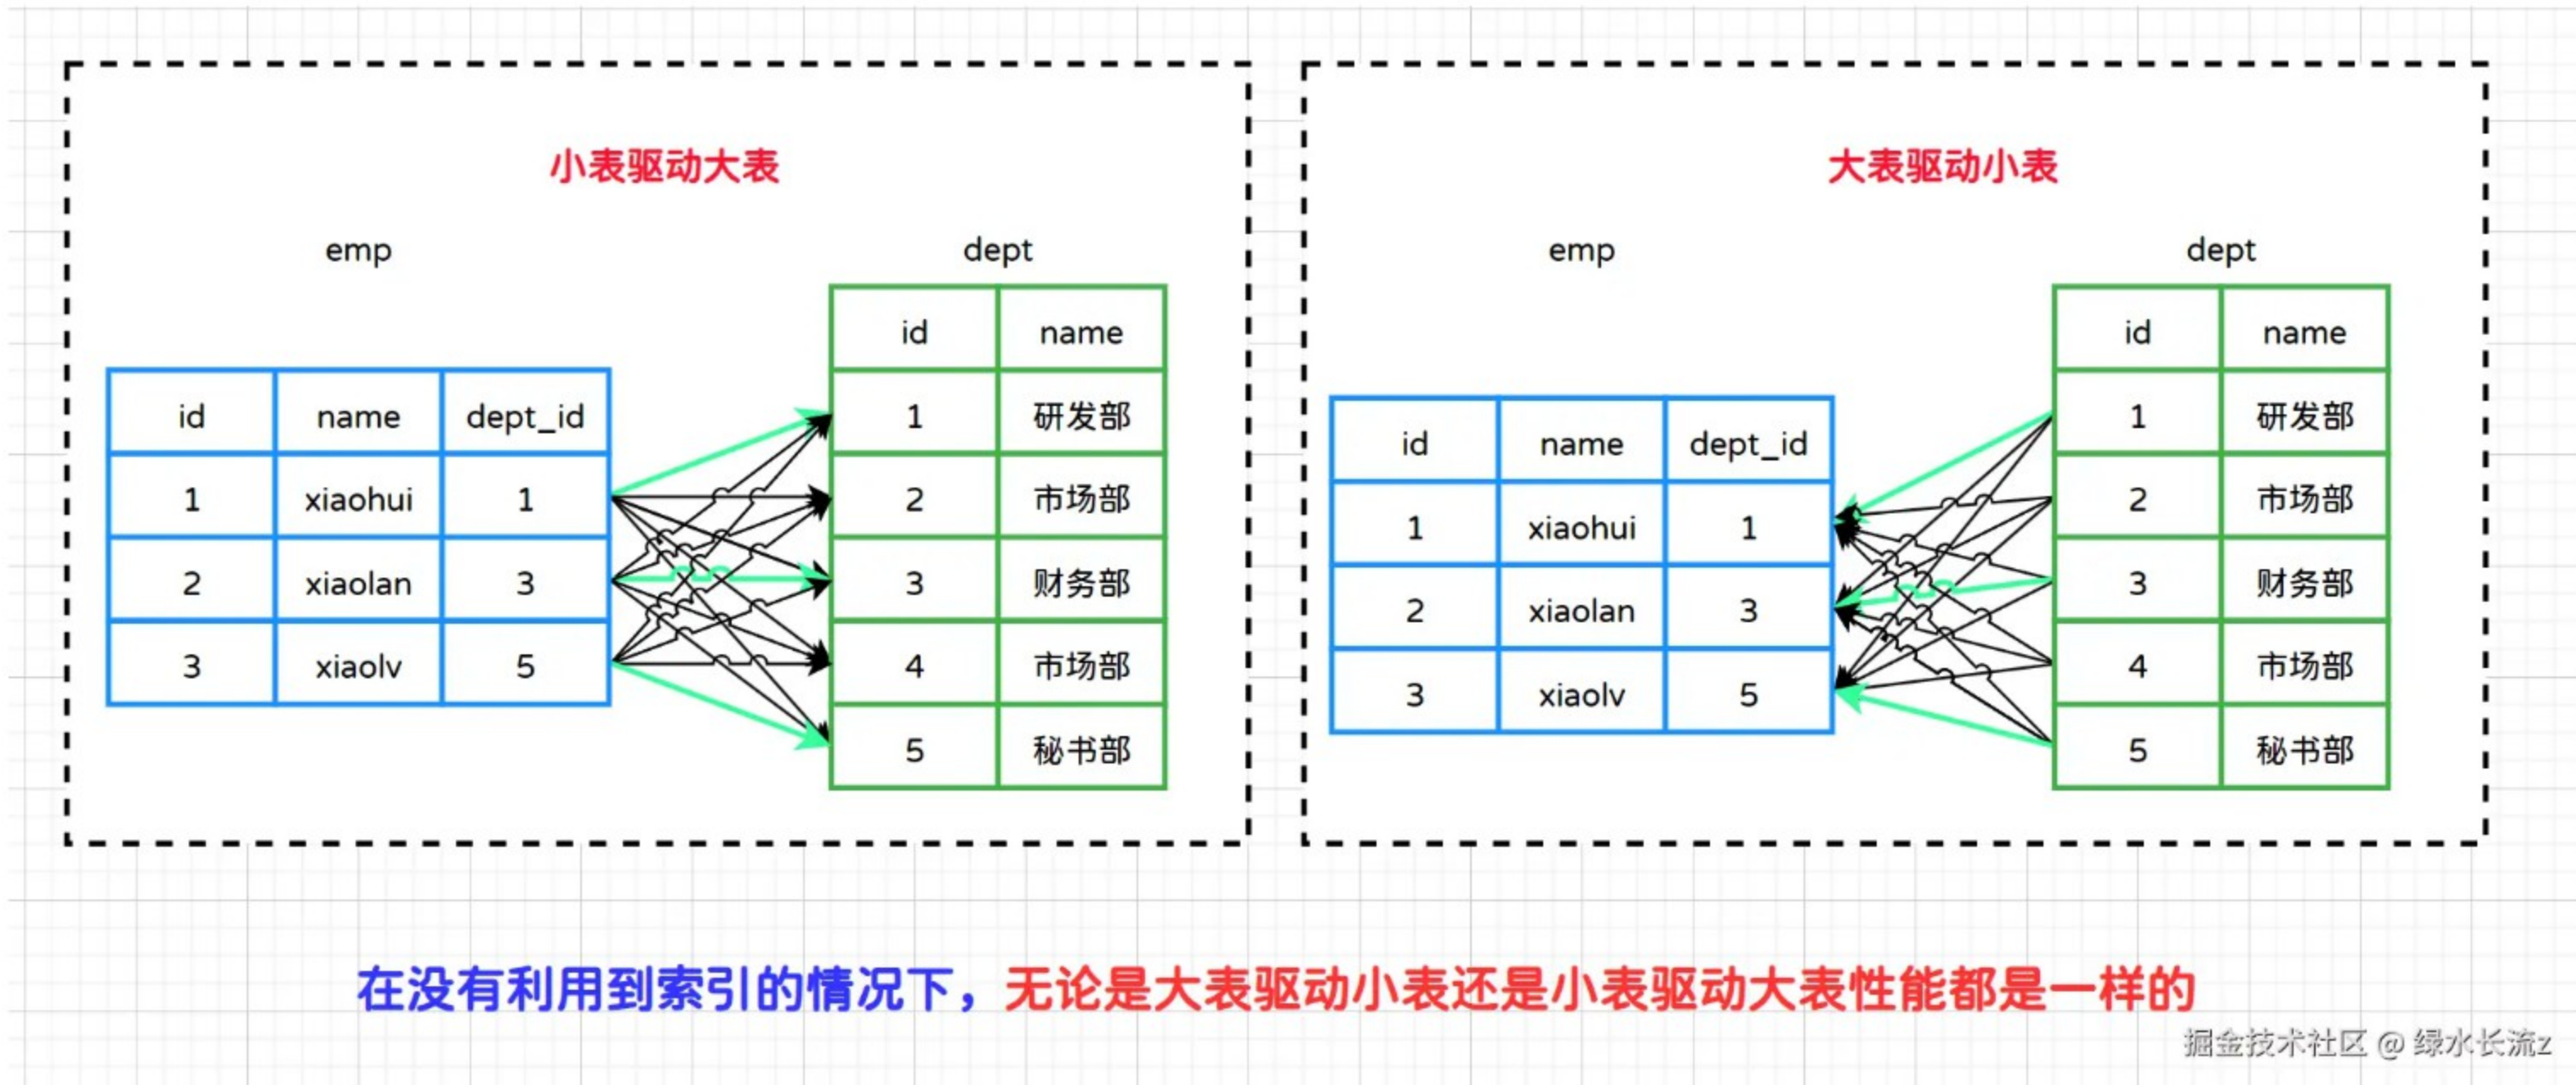 小表驱动大表
emp
dept
id name
1 研发部
2 市场部
3 财务部
4 市场部
5 秘书部
id name dept_id
1 xiaohui 1
2 xiaolan 3
3 xiaolv 5
大表驱动小表
emp
dept
id name
1 研发部
2 市场部
3 财务部
4 市场部
5 秘书部
id name dept_id
1 xiaohui 1
2 xiaolan 3
3 xiaolv 5
在没有利用到索引的情况下，无论是大表驱动小表还是小表驱动大表性能都是一样的
掘金技术社区 @ 绿水长流z